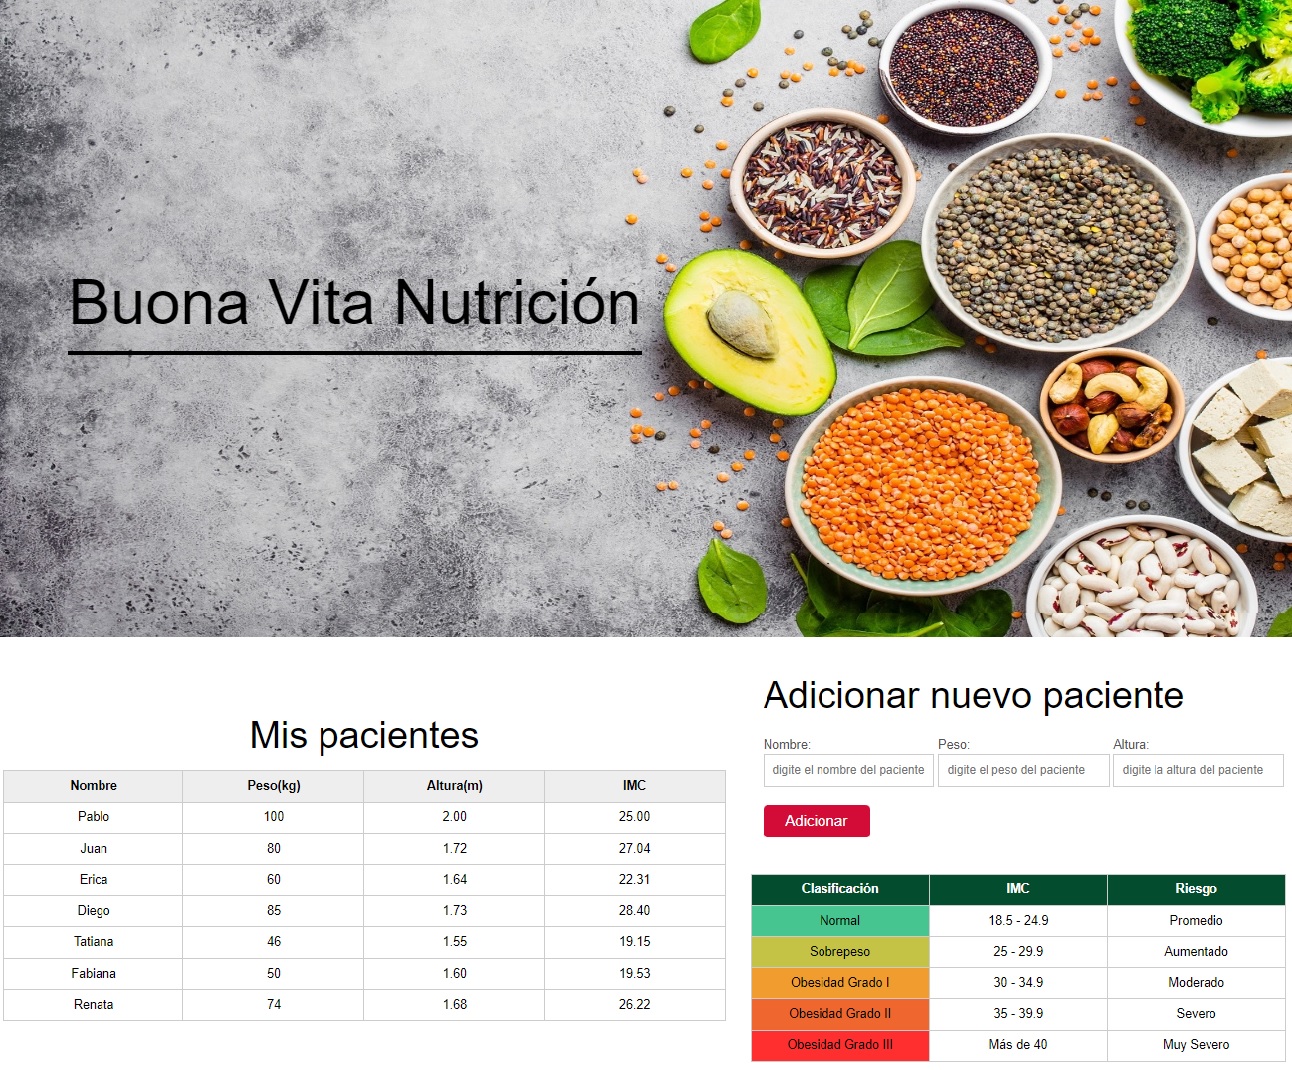 Buona Vita Nutrición
Mis pacientes
Nombre Peso(kg) Altura(m) IMC
Pablo 100 2.00 25.00
Juan 80 1.72 27.04
Erica 60 1.64 22.31
Diego 85 1.73 28.40
Tatiana 46 1.55 19.15
Fabiana 50 1.60 19.53
Renata 74 1.68 26.22
Adicionar nuevo paciente
Nombre: Peso: Altura:
digite el nombre del paciente digite el peso del paciente digite la altura del paciente
Adicionar
Clasificación IMC Riesgo
Normal 18.5 - 24.9 Promedio
Sobrepeso 25 - 29.9 Aumentado
Obesidad Grado I 30 - 34.9 Moderado
Obesidad Grado II 35 - 39.9 Severo
Obesidad Grado III Más de 40 Muy Severo